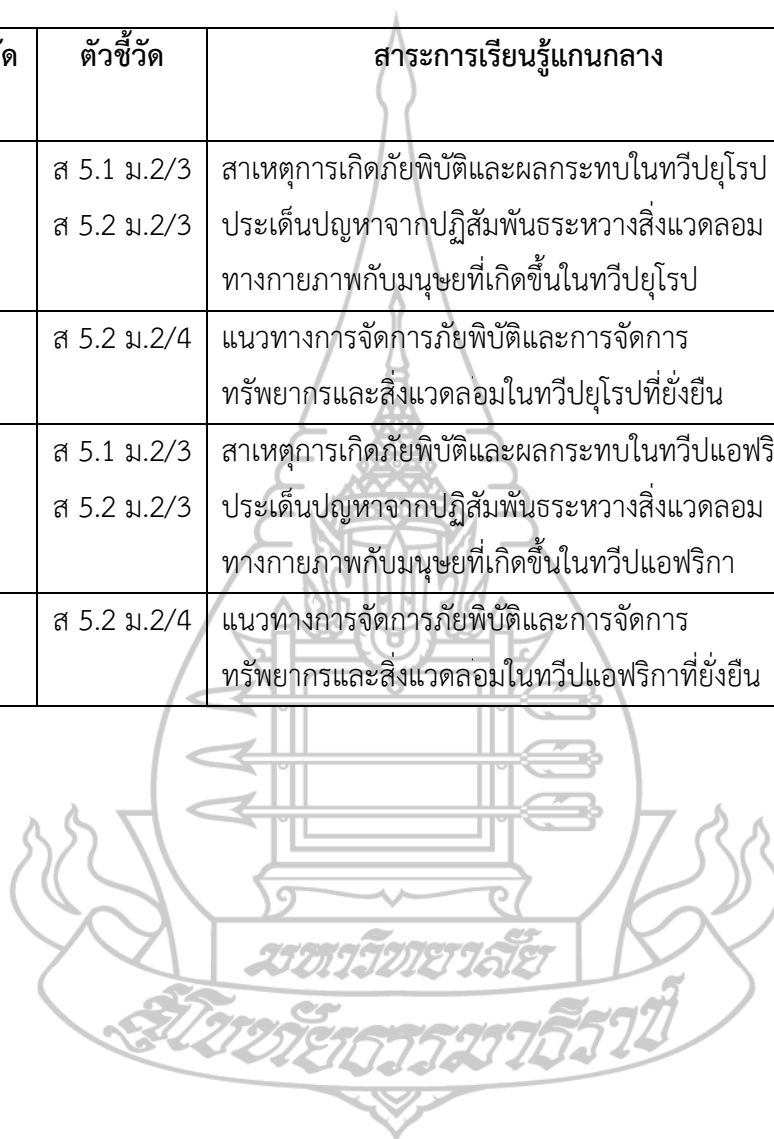 ัด ตัวชี้วัด สาระการเรียนรู้แกนกลาง
ส 5.1 ม.2/3 สาเหตุการเกิดภัยพิบัติและผลกระทบในทวีปยุโรป
ส 5.2 ม.2/3 ประเด็นปญหาจากปฏิสัมพันธระหวางสิ่งแวดลอม
ทางกายภาพกับมนุษยที่เกิดขึ้นในทวีปยุโรป
ส 5.2 ม.2/4 แนวทางการจัดการภัยพิบัติและการจัดการ
ทรัพยากรและสิ่งแวดล่อมในทวีปยุโรปที่ยั่งยืน
ส 5.1 ม.2/3 สาเหตุการเกิดภัยพิบัติและผลกระทบในทวีปแอฟริ
ส 5.2 ม.2/3 ประเด็นปญหาจากปฏิสัมพันธระหวางสิ่งแวดลอม
ทางกายภาพกับมนุษยที่เกิดขึ้นในทวีปแอฟริกา
ส 5.2 ม.2/4 แนวทางการจัดการภัยพิบัติและการจัดการ
ทรัพยากรและสิ่งแวดล่อมในทวีปแอฟริกาที่ยั่งยืน
มหาวิทยาลัย
สุโขทัยธรรมาธิราช